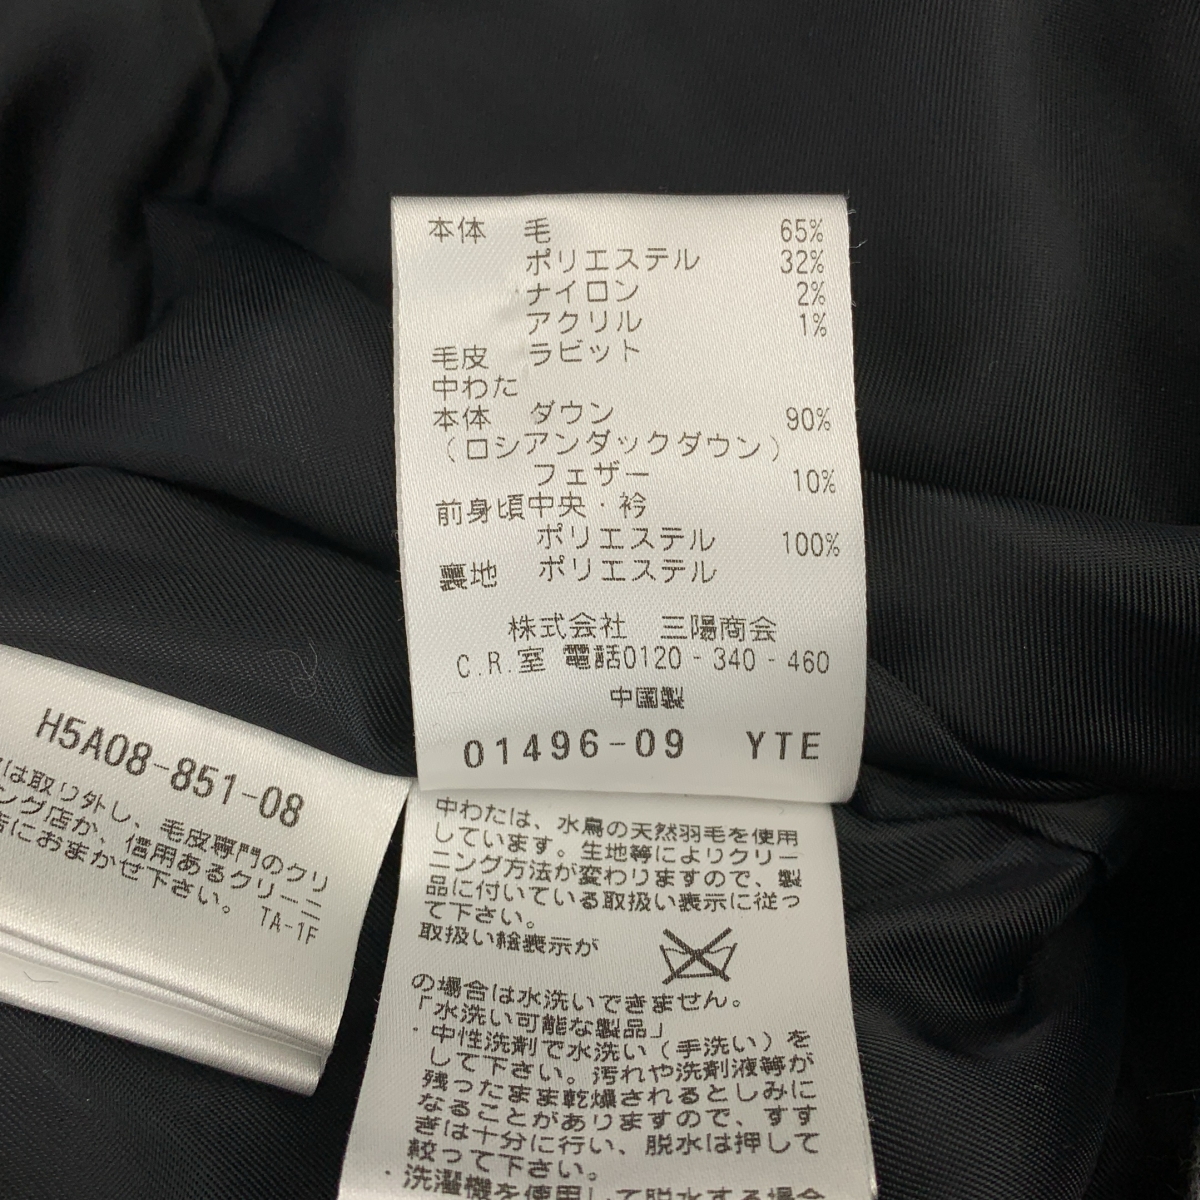 本体 毛 65%
ポリエステル 32%
ナイロン 2%
アクリル 1%
毛皮 ラビット
中わた
本体 ダウン 90%
(ロシアンダックダウン)
フェザー 10%
前身頃中央・衿
ポリエステル 100%
裏地 ポリエステル
株式会社 三陽商会
C.R.室 電話0120-340-460
中国製
01496-09 YTE
H5A08-851-08
は取り外し、毛皮専門のクリ
ング店か、信用あるクリーニ
におまかせ下さい。
TA-1F
中わたは、水鳥の天然羽毛を使用
しています。生地等によりクリー
ニング方法が変わりますので、製
品に付いている取扱い表示に従っ
て下さい。
取扱い絵表示が
の場合は水洗いできません。
「水洗い可能な製品」
・中性洗剤で水洗い(手洗い)を
して下さい。汚れや洗剤液等が
残ったまま乾燥されるとしみに
なることがありますので、すす
ぎは十分に行い、脱水は押して
絞って下さい。
・洗濯機を使用して脱水する場合